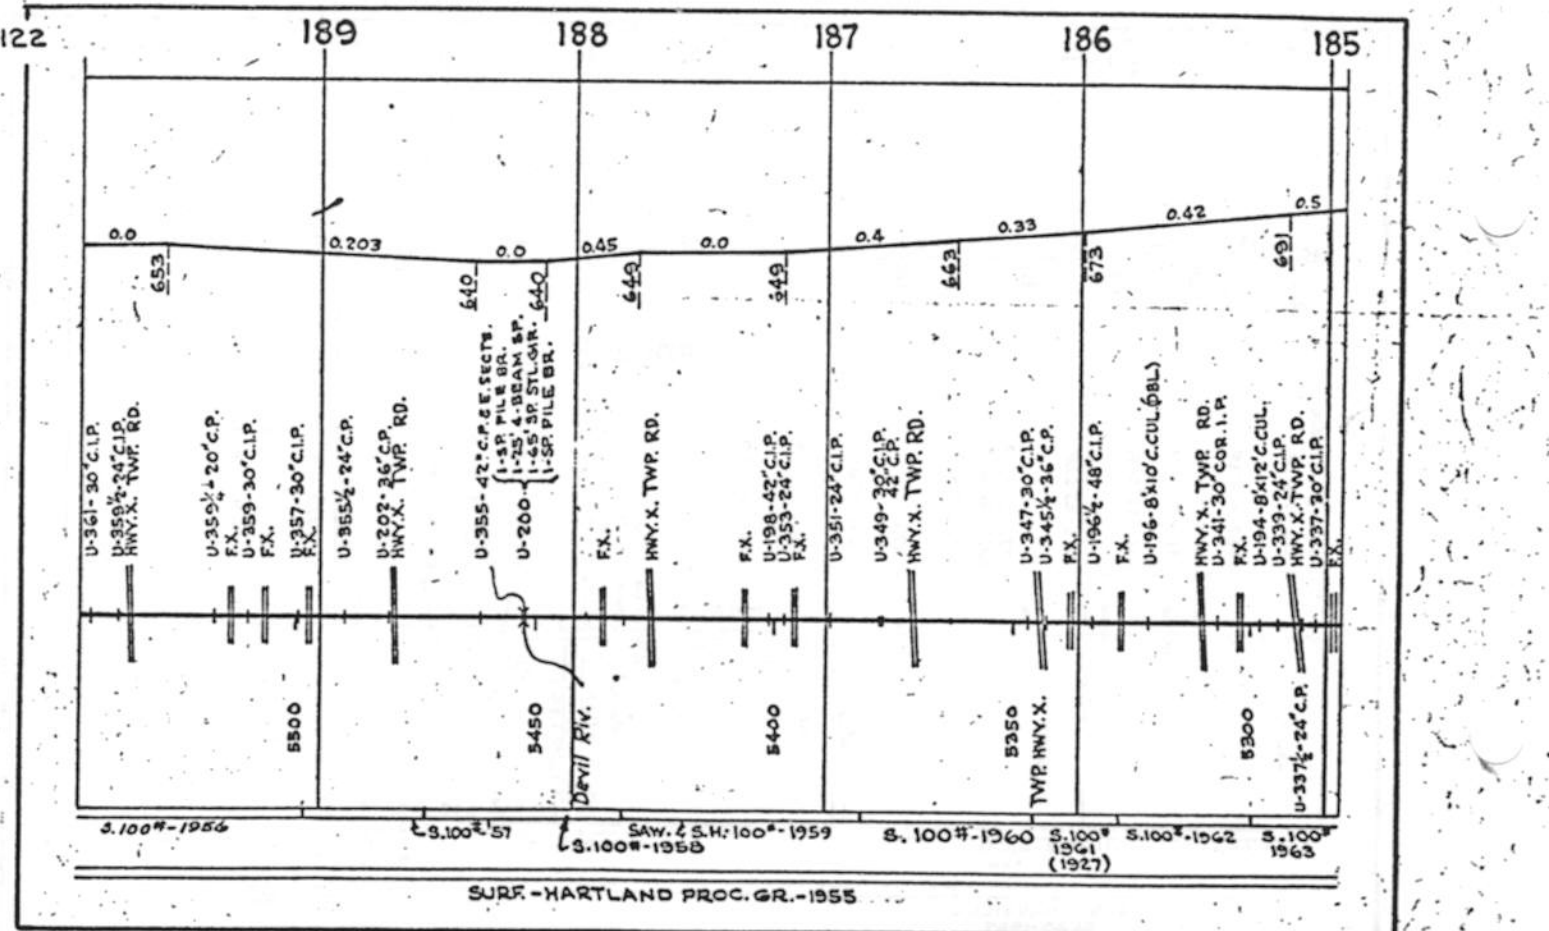 122
189
188
187
186
185
0.0
0.203
0.0
0.45
0.0
0.4
0.33
0.42
0.5
653
640
640
649
649
663
673
691
U-361-30"C.I.P.
U-359½-24"C.I.P.
HWY.X. TWP. RD.
U-359¼-20"C.P.
F.X.
U-359-30"C.I.P.
F.X.
U-357-30"C.I.P.
F.X.
U-355½-24"C.P.
U-202-36"C.P.
HWY.X. TWP. RD.
U-355-42"C.P. & E. SECTS.
U-200
1-SP. PILE BR.
1-25' 4-BEAM SP.
1-65' SP. STL. GIR.
1-SP. PILE BR.
F.X.
HWY.X. TWP. RD.
F.X.
U-198-42"C.I.P.
U-353-24"C.I.P.
F.X.
U-351-24"C.I.P.
U-349-30"C.I.P.
42"C.P.
HWY.X. TWP. RD.
U-347-30"C.I.P.
U-345½-36"C.P.
F.X.
U-196½-48"C.I.P.
F.X.
U-196-8'X10'C.CUL.(DBL)
HWY.X. TWP. RD.
U-341-30"COR.I.P.
F.X.
U-194-8'X12'C.CUL.
U-339-24"C.I.P.
HWY.X. TWP. RD.
U-337-30"C.I.P.
F.X.
5500
5450
Devil Riv.
5400
5350
TWP. HWY.X.
5300
U-337½-24"C.P.
S.100#-1956
S.100#-'57
S.100#-1958
SAW. & S.H.-100#-1959
S. 100#-1960
S.100#
1961
(1927)
S.100#-1962
S.100#
1963
SURF.-HARTLAND PROC. GR.-1955